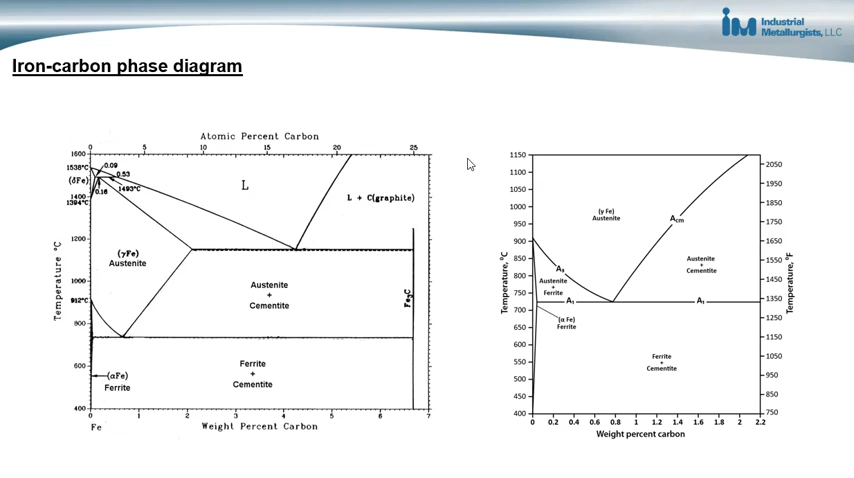 Industrial
Metallurgists, LLC
Iron-carbon phase diagram
Atomic Percent Carbon
0 5 10 15 20 25
1600
1538°C
0.09
0.53
(δFe)
0.16
1493°C
1400
1394°C
L
L + C(graphite)
1200
(γFe)
Austenite
1000
912°C
Austenite
+
Cementite
Fe3C
800
600
Ferrite
+
Cementite
(αFe)
Ferrite
400
0 1 2 3 4 5 6 7
Fe
Weight Percent Carbon
Temperature °C
1150
1100
1050
1000
950
900
850
800
750
700
650
600
550
500
450
400
Temperature, °C
(γ Fe)
Austenite
Acm
A3
Austenite
+
Ferrite
Austenite
+
Cementite
A1
A1
(α Fe)
Ferrite
Ferrite
+
Cementite
2050
1950
1850
1750
1650
1550
1450
1350
1250
1150
1050
950
850
750
Temperature, °F
0 0.2 0.4 0.6 0.8 1 1.2 1.4 1.6 1.8 2 2.2
Weight percent carbon